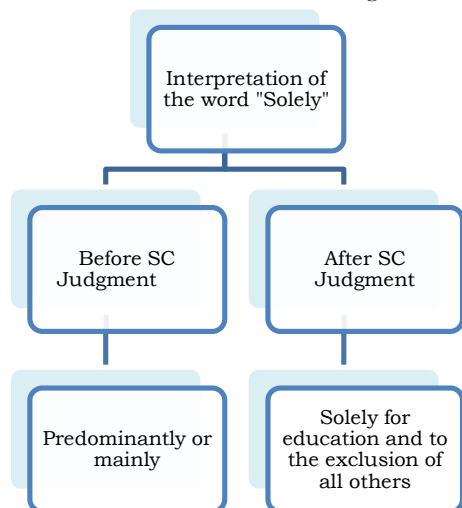 Interpretation of
the word "Solely"
Before SC
Judgment
After SC
Judgment
Predominantly or
mainly
Solely for
education and to
the exclusion of
all others